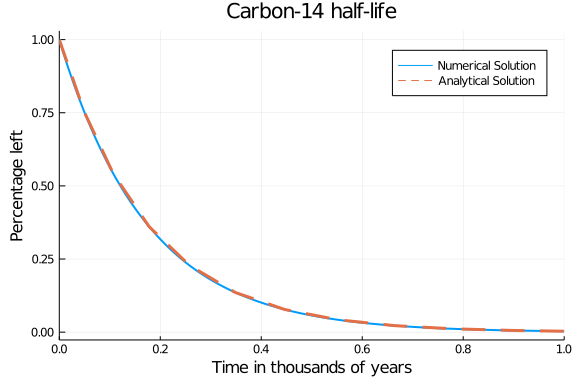 Carbon-14 half-life
1.00
Numerical Solution
Analytical Solution
0.75
Percentage left
0.50
0.25
0.00
0.0 0.2 0.4 0.6 0.8 1.0
Time in thousands of years